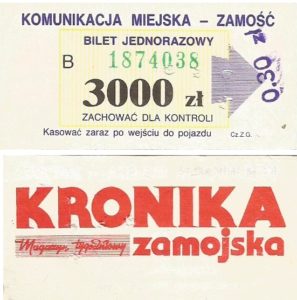 KOMUNIKACJA MIEJSKA – ZAMOŚĆ
BILET JEDNORAZOWY
B 1874038
3000 zł
0.30 zł
ZACHOWAĆ DLA KONTROLI
Kasować zaraz po wejściu do pojazdu
Cz.Z.G.
KRONIKA
Magazyn tygodniowy
zamojska